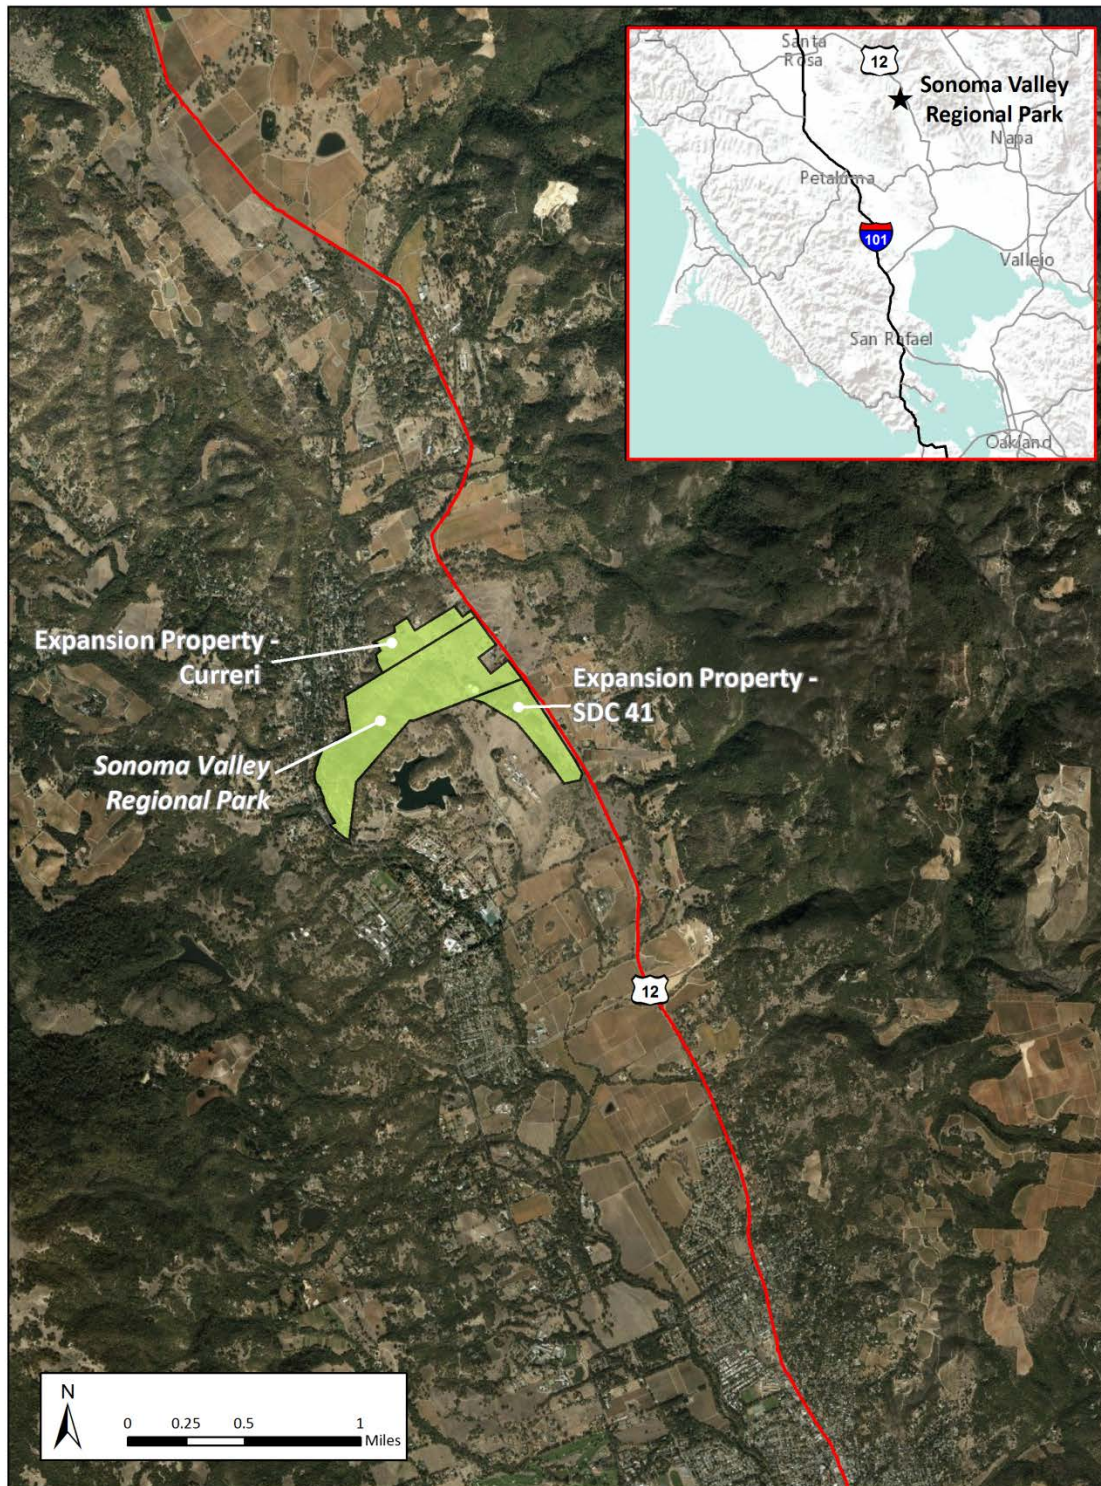 Santa
Rosa
12
Sonoma Valley
Regional Park
Napa
Petaluma
101
Vallejo
San Rafael
Oakland
Expansion Property -
Curreri
Expansion Property -
SDC 41
Sonoma Valley
Regional Park
12
N
0 0.25 0.5 1
Miles